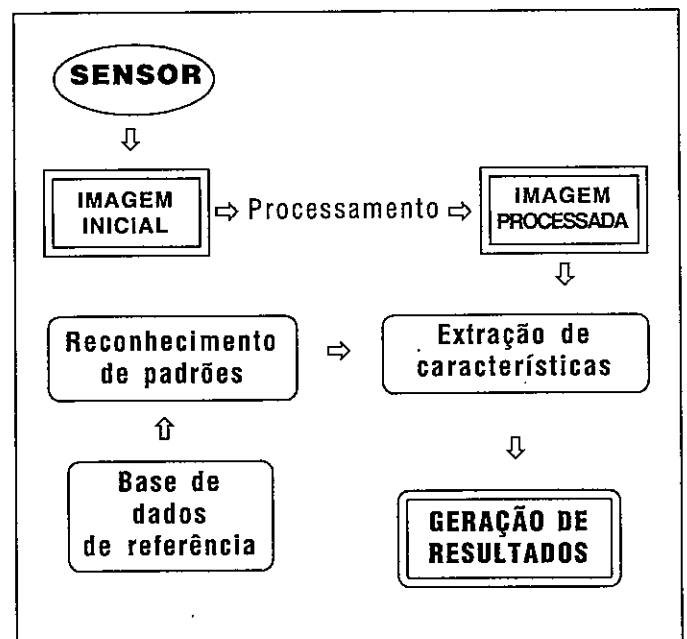 SENSOR
IMAGEM
INICIAL
Processamento
IMAGEM
PROCESSADA
Reconhecimento
de padrões
Extração de
características
Base de
dados
de referência
GERAÇÃO DE
RESULTADOS